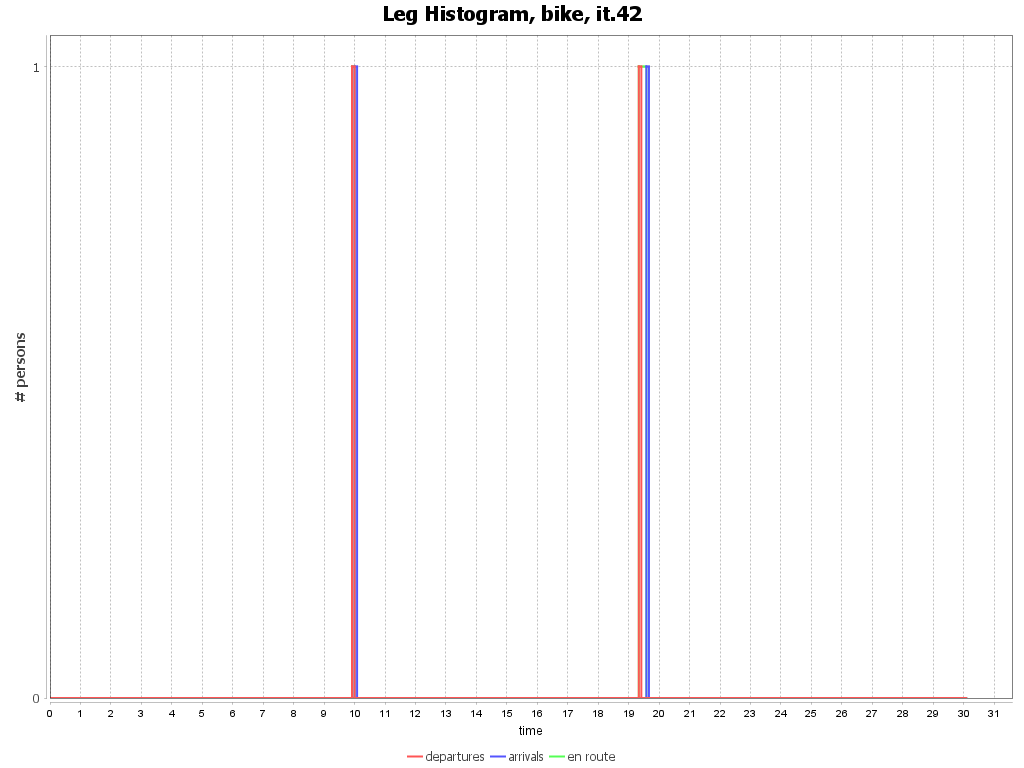 Leg Histogram, bike, it.42
# persons
1
0
0 1 2 3 4 5 6 7 8 9 10 11 12 13 14 15 16 17 18 19 20 21 22 23 24 25 26 27 28 29 30 31
time
departures arrivals en route